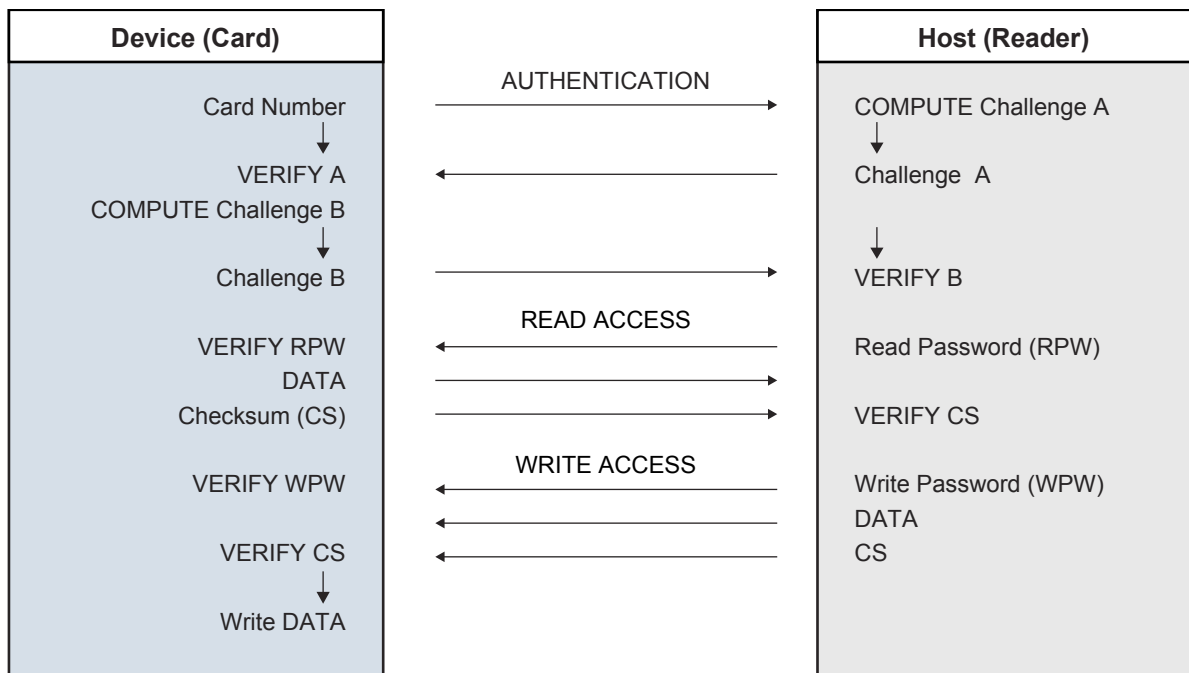 Device (Card)
Host (Reader)
AUTHENTICATION
Card Number
COMPUTE Challenge A
VERIFY A
Challenge A
COMPUTE Challenge B
Challenge B
VERIFY B
READ ACCESS
VERIFY RPW
Read Password (RPW)
DATA
Checksum (CS)
VERIFY CS
WRITE ACCESS
VERIFY WPW
Write Password (WPW)
DATA
VERIFY CS
CS
Write DATA